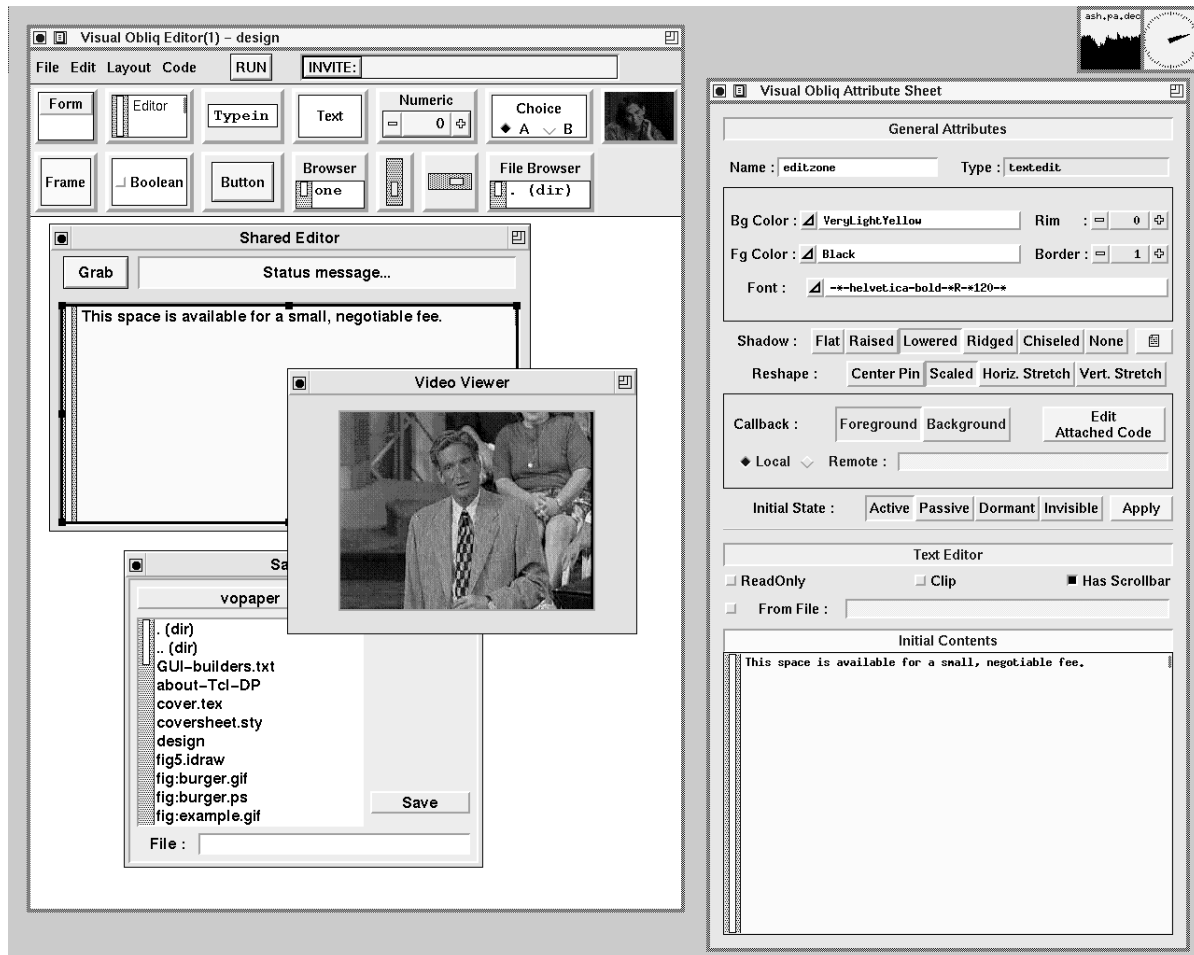 ash.pa.dec
Visual Obliq Editor(1) – design
File Edit Layout Code RUN INVITE:
Form Editor Typein Text Numeric 0 Choice A B
Frame Boolean Button Browser one File Browser . (dir)
Shared Editor
Grab Status message...
This space is available for a small, negotiable fee.
Video Viewer
Sa
vopaper
. (dir)
.. (dir)
GUI–builders.txt
about–Tcl–DP
cover.tex
coversheet.sty
design
fig5.idraw
fig:burger.gif
fig:burger.ps
fig:example.gif
Save
File :
Visual Obliq Attribute Sheet
General Attributes
Name : editzone Type : textedit
Bg Color : VeryLightYellow Rim : 0
Fg Color : Black Border : 1
Font : -*-helvetica-bold-*R-*120-*
Shadow : Flat Raised Lowered Ridged Chiseled None
Reshape : Center Pin Scaled Horiz. Stretch Vert. Stretch
Callback : Foreground Background Edit
Attached Code
Local Remote :
Initial State : Active Passive Dormant Invisible Apply
Text Editor
ReadOnly Clip Has Scrollbar
From File :
Initial Contents
This space is available for a small, negotiable fee.